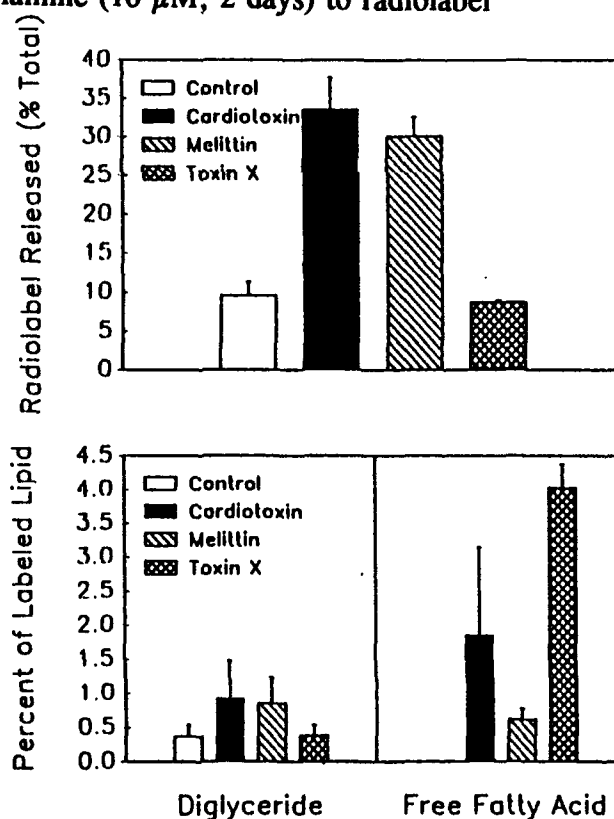 (10 μM, 2 days) to radiolabel
Radiolabel Released (% Total)
40
35
30
25
20
15
10
5
0
Control
Cardiotoxin
Melittin
Toxin X
Percent of Labeled Lipid
4.5
4.0
3.5
3.0
2.5
2.0
1.5
1.0
0.5
0.0
Control
Cardiotoxin
Melittin
Toxin X
Diglyceride Free Fatty Acid